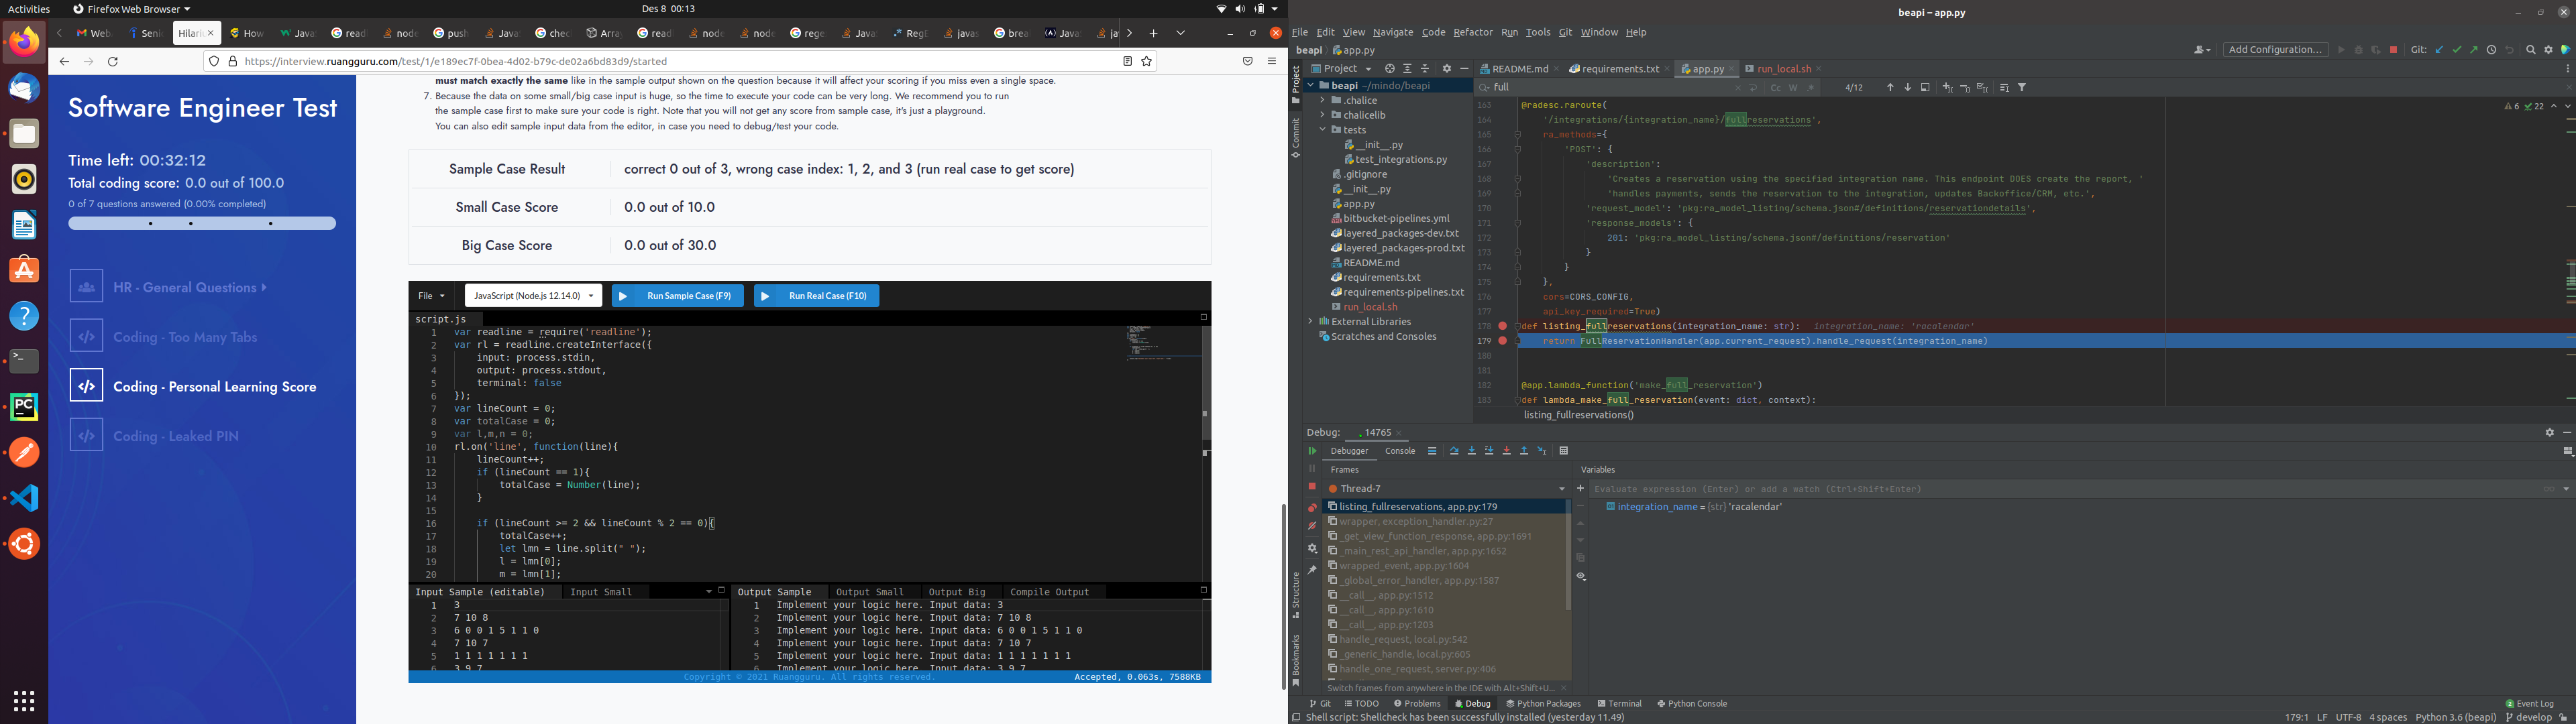 Activities
Firefox Web Browser
Des 8 00:13
https://interview.ruangguru.com/test/1/e189ec7f-0bea-4d02-b79c-de02a6bd83d9/started
Software Engineer Test
Time left: 00:32:12
Total coding score: 0.0 out of 100.0
0 of 7 questions answered (0.00% completed)
HR - General Questions
Coding - Too Many Tabs
Coding - Personal Learning Score
Coding - Leaked PIN
must match exactly the same like in the sample output shown on the question because it will affect your scoring if you miss even a single space.
7. Because the data on some small/big case input is huge, so the time to execute your code can be very long. We recommend you to run
the sample case first to make sure your code is right. Note that you will not get any score from sample case, it's just a playground.
You can also edit sample input data from the editor, in case you need to debug/test your code.
Sample Case Result correct 0 out of 3, wrong case index: 1, 2, and 3 (run real case to get score)
Small Case Score 0.0 out of 10.0
Big Case Score 0.0 out of 30.0
File JavaScript (Node.js 12.14.0) Run Sample Case (F9) Run Real Case (F10)
script.js
1 var readline = require('readline');
2 var rl = readline.createInterface({
3 input: process.stdin,
4 output: process.stdout,
5 terminal: false
6 });
7 var lineCount = 0;
8 var totalCase = 0;
9 var l,m,n = 0;
10 rl.on('line', function(line){
11 lineCount++;
12 if (lineCount == 1){
13 totalCase = Number(line);
14 }
15
16 if (lineCount >= 2 && lineCount % 2 == 0){
17 totalCase++;
18 let lmn = line.split(" ");
19 l = lmn[0];
20 m = lmn[1];
Input Sample (editable) Input Small
1 3
2 7 10 8
3 6 0 0 1 5 1 1 0
4 7 10 7
5 1 1 1 1 1 1 1
6 3 9 7
Output Sample Output Small Output Big Compile Output
1 Implement your logic here. Input data: 3
2 Implement your logic here. Input data: 7 10 8
3 Implement your logic here. Input data: 6 0 0 1 5 1 1 0
4 Implement your logic here. Input data: 7 10 7
5 Implement your logic here. Input data: 1 1 1 1 1 1 1
6 Implement your logic here. Input data: 3 9 7
Copyright © 2021 Ruangguru. All rights reserved.
Accepted, 0.063s, 7588KB
beapi – app.py
File Edit View Navigate Code Refactor Run Tools Git Window Help
beapi app.py
Add Configuration...
Git:
Project
README.md requirements.txt app.py run_local.sh
full
Cc W
4/12
beapi ~/mindo/beapi
.chalice
chalicelib
tests
__init__.py
test_integrations.py
.gitignore
__init__.py
app.py
bitbucket-pipelines.yml
layered_packages-dev.txt
layered_packages-prod.txt
README.md
requirements.txt
requirements-pipelines.txt
run_local.sh
External Libraries
Scratches and Consoles
Project
Commit
Structure
Bookmarks
6 22
163 @radesc.raroute(
164 '/integrations/{integration_name}/fullreservations',
165 ra_methods={
166 'POST': {
167 'description':
168 'Creates a reservation using the specified integration name. This endpoint DOES create the report, '
169 'handles payments, sends the reservation to the integration, updates Backoffice/CRM, etc.',
170 'request_model': 'pkg:ra_model_listing/schema.json#/definitions/reservationdetails',
171 'response_models': {
172 201: 'pkg:ra_model_listing/schema.json#/definitions/reservation'
173 }
174 }
175 },
176 cors=CORS_CONFIG,
177 api_key_required=True)
178 def listing_fullreservations(integration_name: str): integration_name: 'racalendar'
179 return FullReservationHandler(app.current_request).handle_request(integration_name)
180
181
182 @app.lambda_function('make_full_reservation')
183 def lambda_make_full_reservation(event: dict, context):
listing_fullreservations()
Debug: 14765
Debugger Console
Frames
Variables
Thread-7
Evaluate expression (Enter) or add a watch (Ctrl+Shift+Enter)
integration_name = {str} 'racalendar'
listing_fullreservations, app.py:179
wrapper, exception_handler.py:27
_get_view_function_response, app.py:1691
_main_rest_api_handler, app.py:1652
wrapped_event, app.py:1604
_global_error_handler, app.py:1587
__call__, app.py:1512
__call__, app.py:1610
__call__, app.py:1203
handle_request, local.py:542
_generic_handle, local.py:605
handle_one_request, server.py:406
Switch frames from anywhere in the IDE with Alt+Shift+U...
Git TODO Problems Debug Python Packages Terminal Python Console
Event Log
Shell script: Shellcheck has been successfully installed (yesterday 11.49)
179:1 LF UTF-8 4 spaces Python 3.6 (beapi) develop